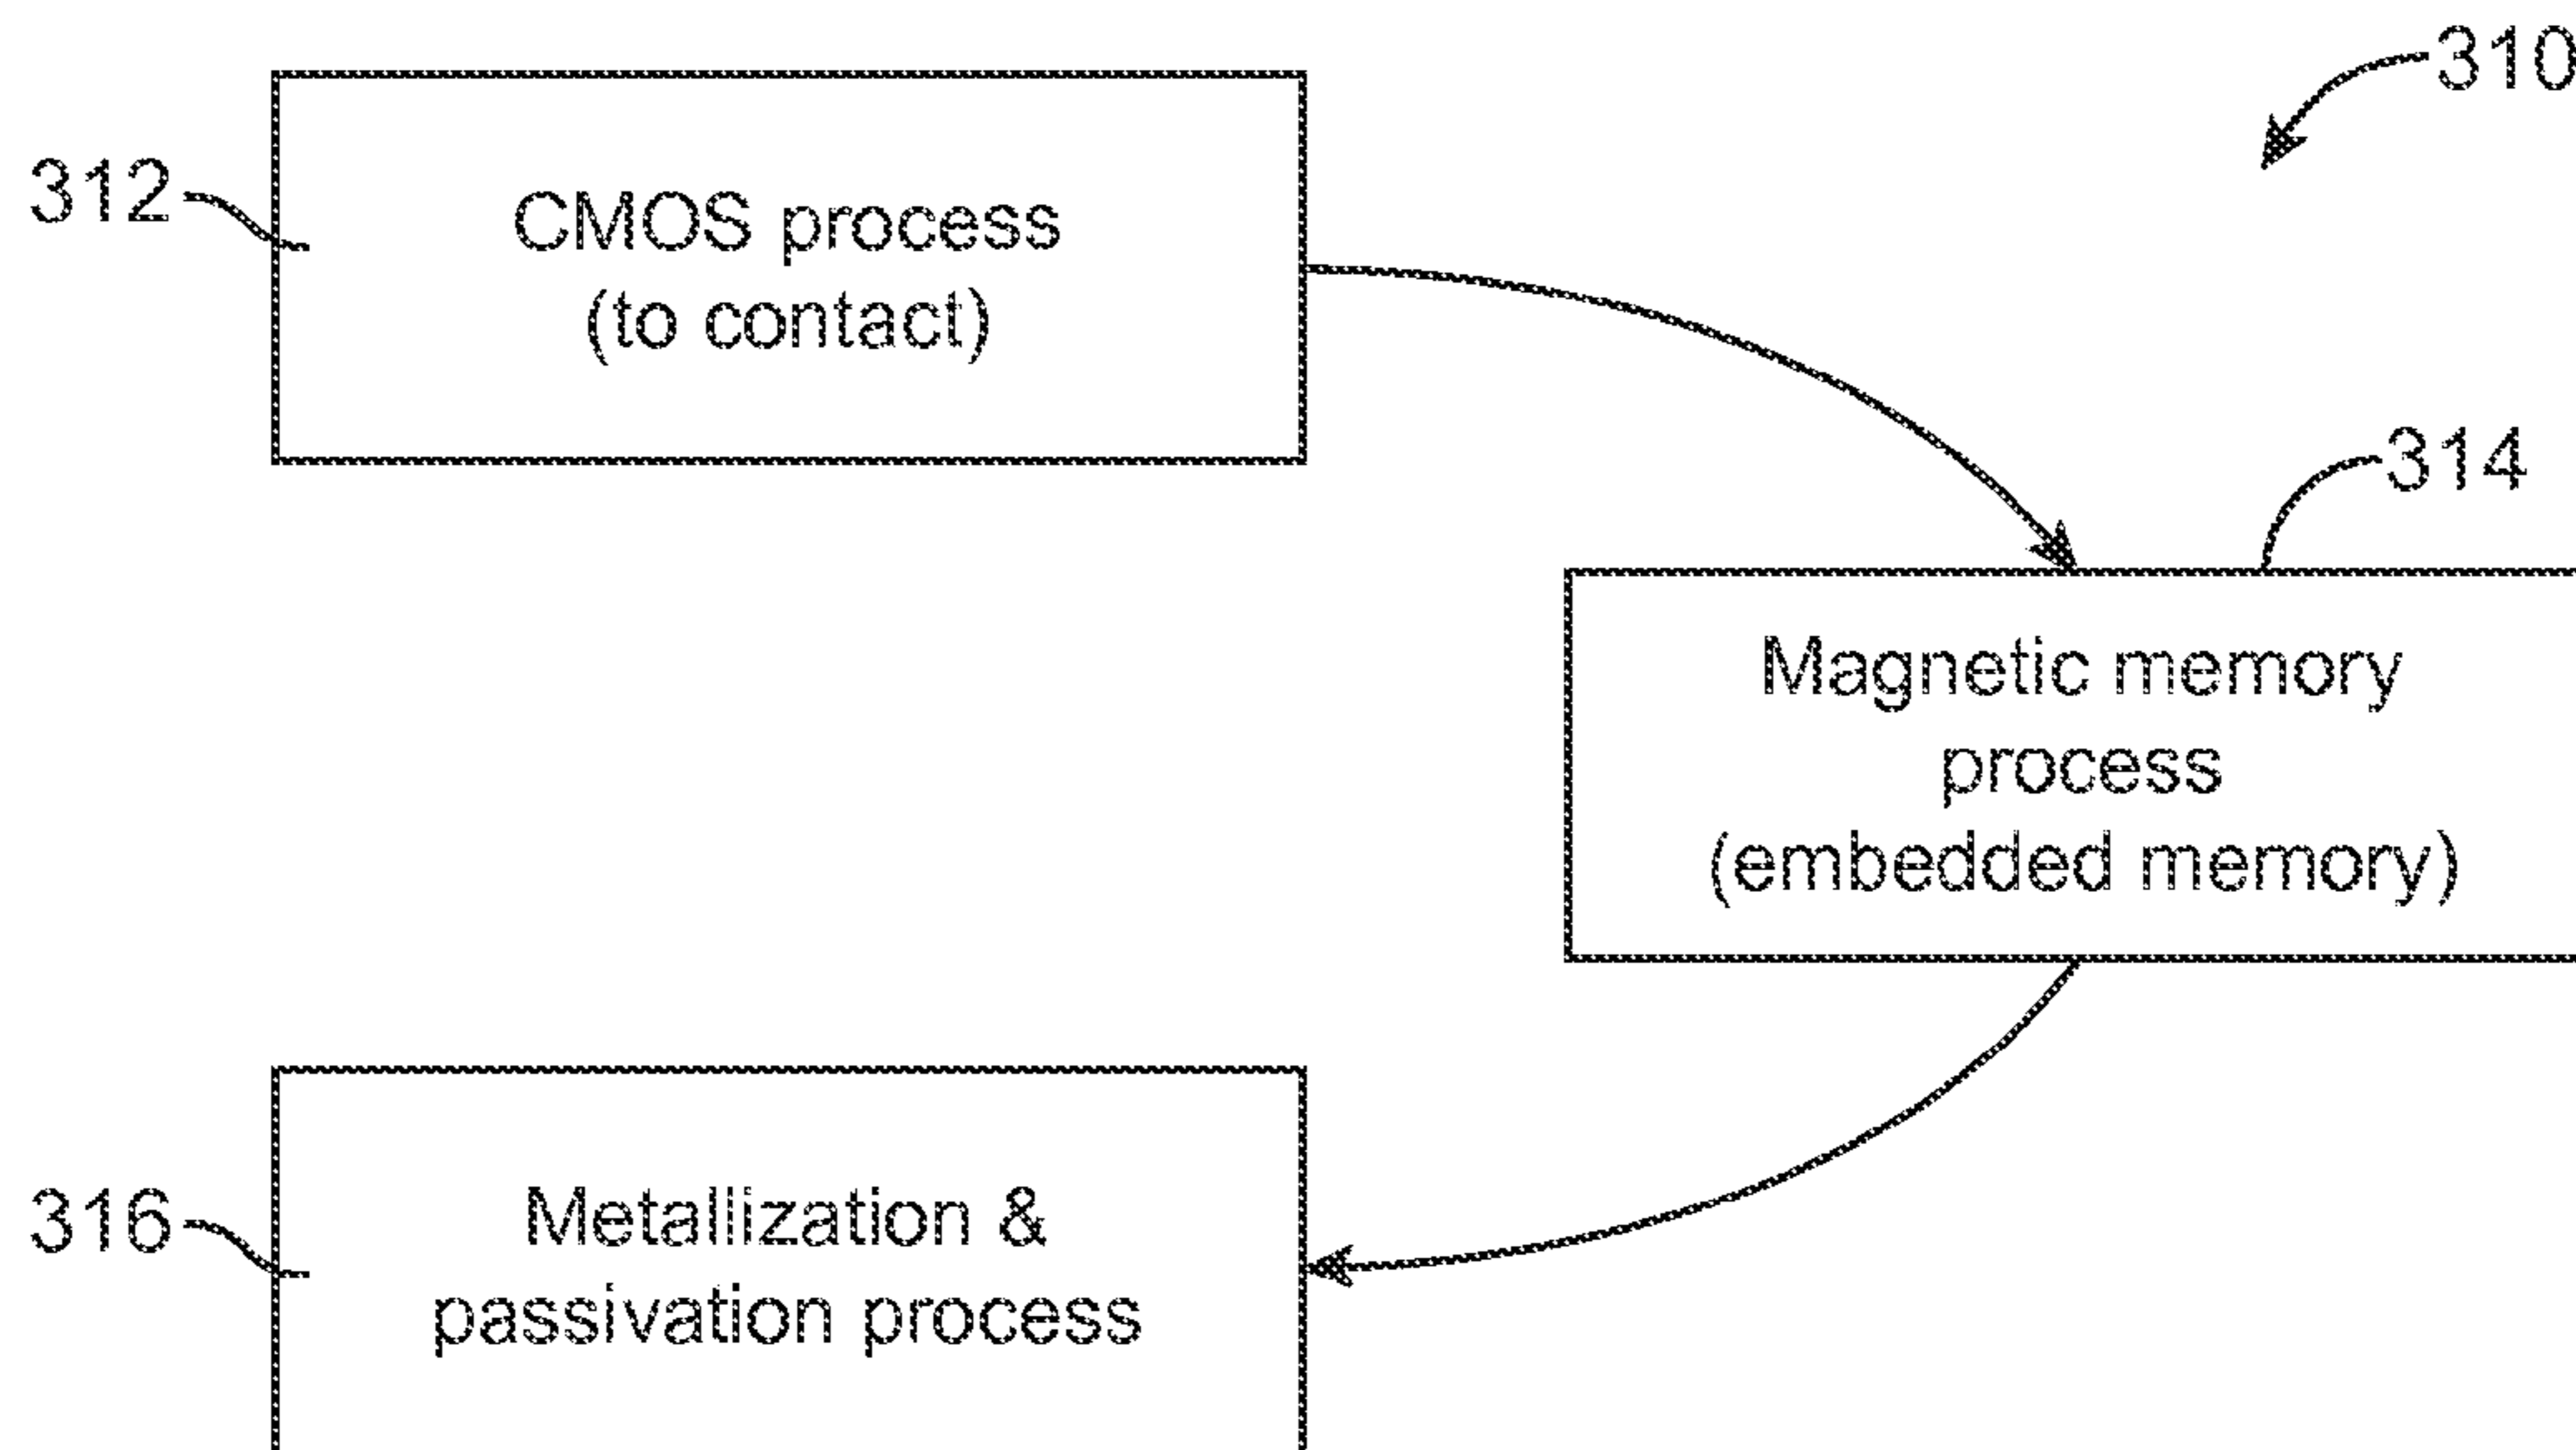 310
312
CMOS process
(to contact)
314
Magnetic memory
process
(embedded memory)
316
Metallization &
passivation process